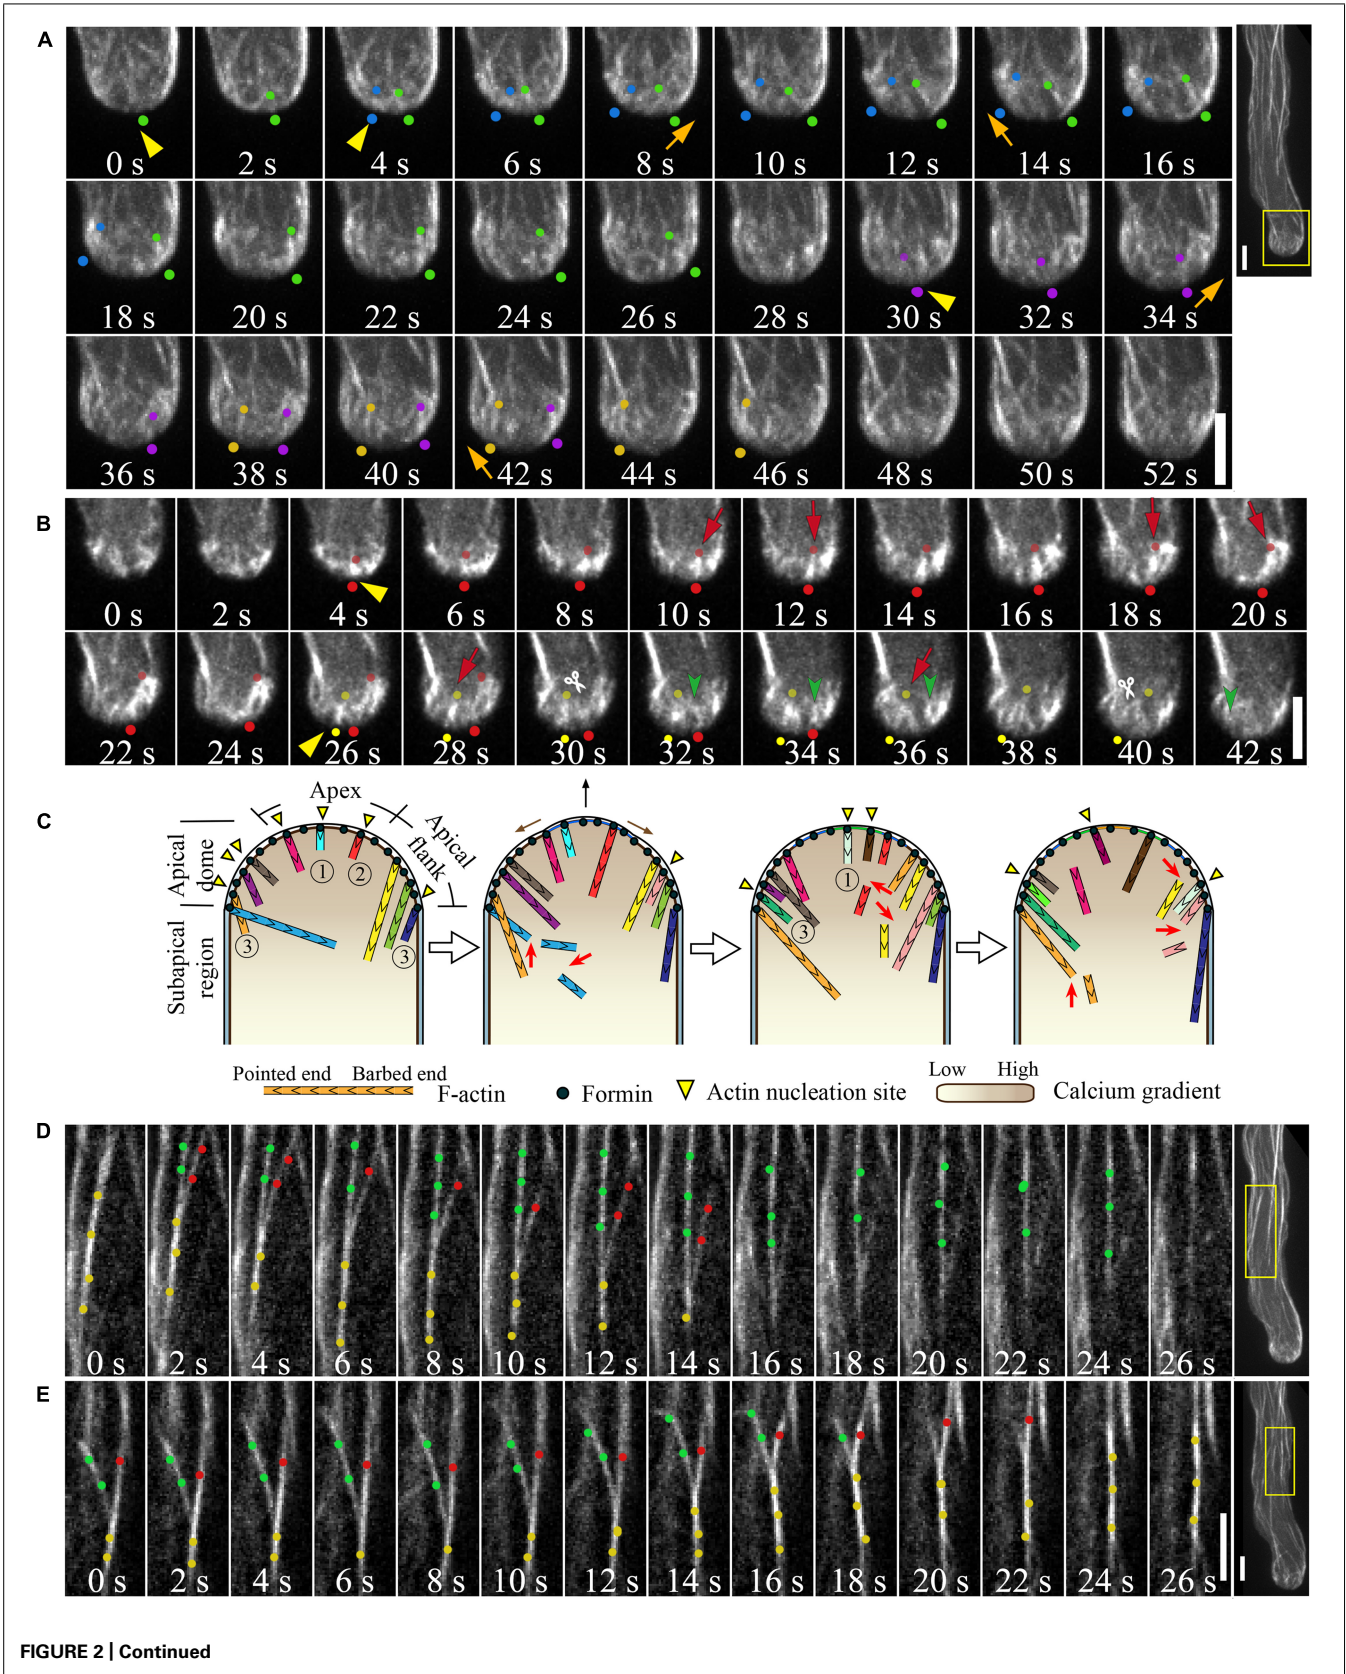 A
0 s 2 s 4 s 6 s 8 s 10 s 12 s 14 s 16 s
18 s 20 s 22 s 24 s 26 s 28 s 30 s 32 s 34 s
36 s 38 s 40 s 42 s 44 s 46 s 48 s 50 s 52 s
B
0 s 2 s 4 s 6 s 8 s 10 s 12 s 14 s 16 s 18 s 20 s
22 s 24 s 26 s 28 s 30 s 32 s 34 s 36 s 38 s 40 s 42 s
C
Apex
Apical flank
Apical dome
Subapical region
1 2 3 3
1 3
Pointed end Barbed end
F-actin
Formin
Actin nucleation site
Low High
Calcium gradient
D
0 s 2 s 4 s 6 s 8 s 10 s 12 s 14 s 16 s 18 s 20 s 22 s 24 s 26 s
E
0 s 2 s 4 s 6 s 8 s 10 s 12 s 14 s 16 s 18 s 20 s 22 s 24 s 26 s
FIGURE 2 | Continued